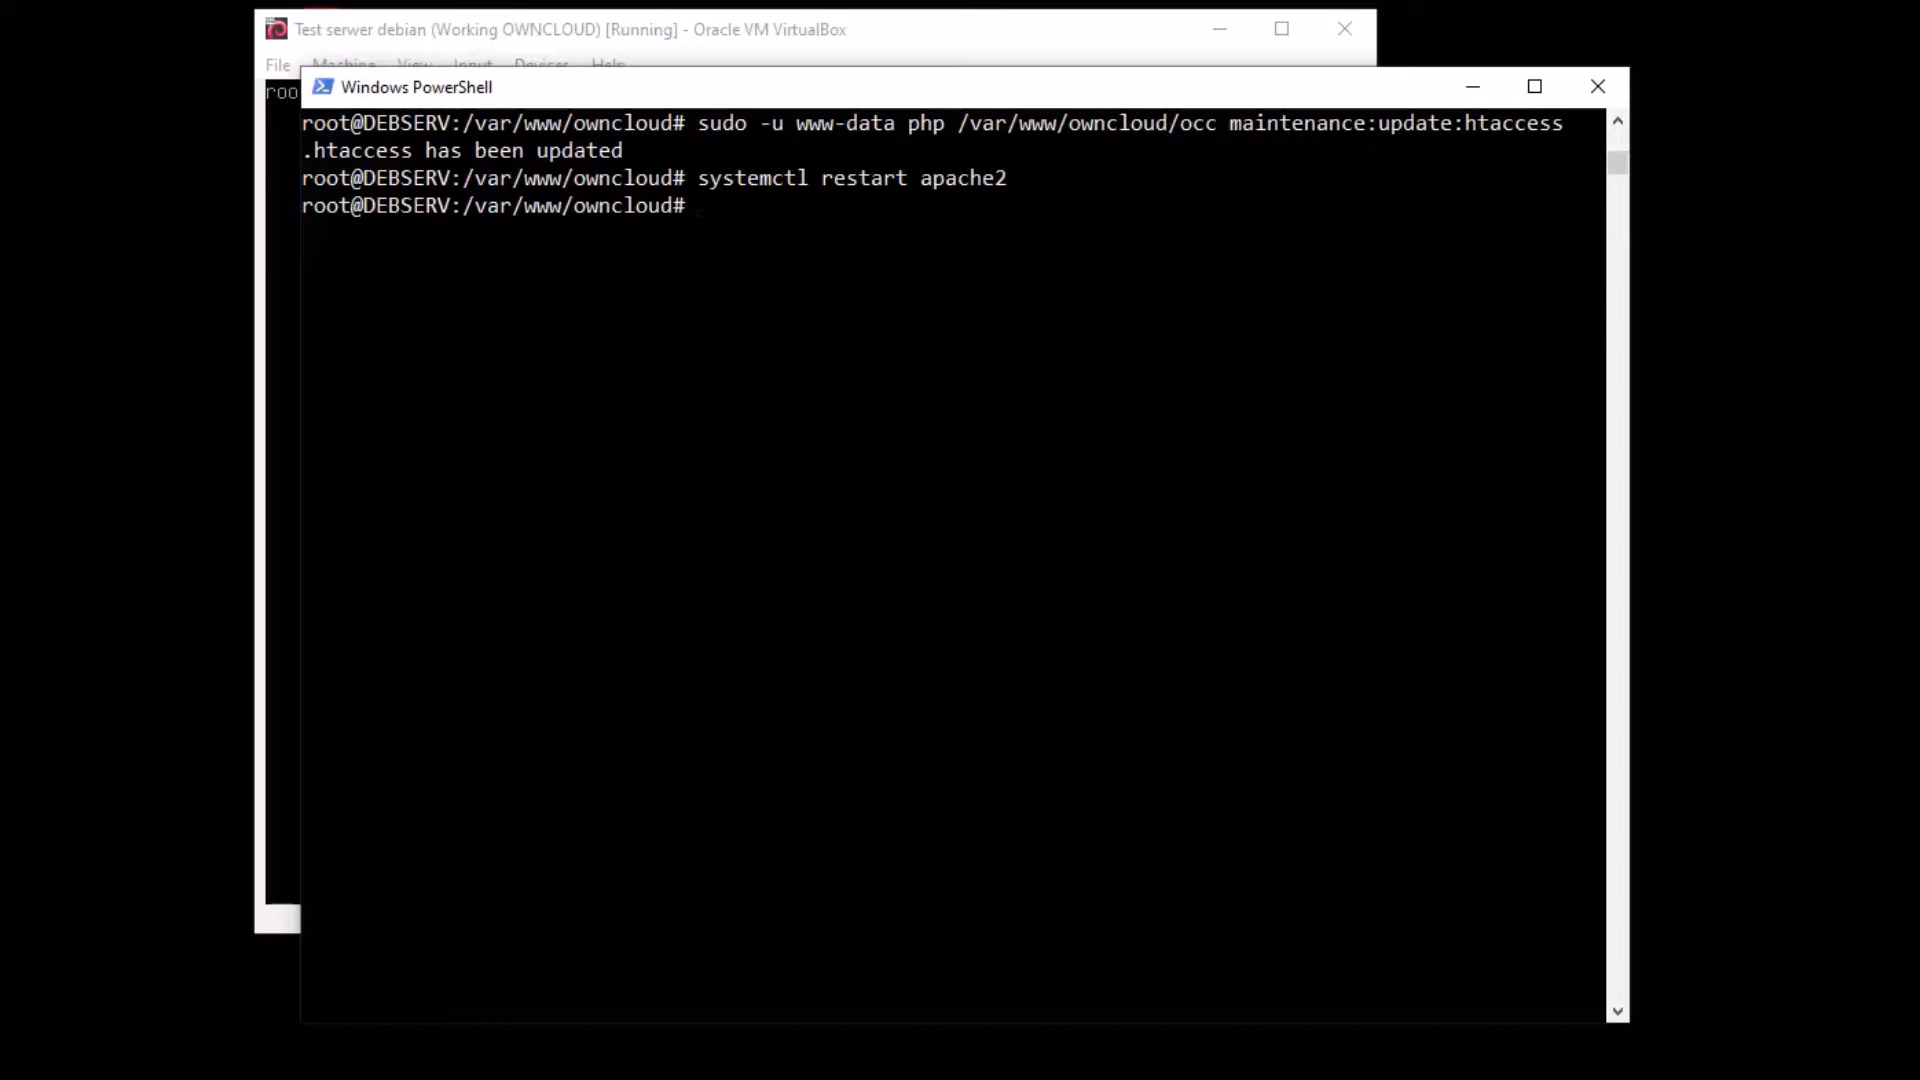 Test serwer debian (Working OWNCLOUD) [Running] - Oracle VM VirtualBox
File Machine View Input Devices Help
roo
Windows PowerShell
root@DEBSERV:/var/www/owncloud# sudo -u www-data php /var/www/owncloud/occ maintenance:update:htaccess
.htaccess has been updated
root@DEBSERV:/var/www/owncloud# systemctl restart apache2
root@DEBSERV:/var/www/owncloud#